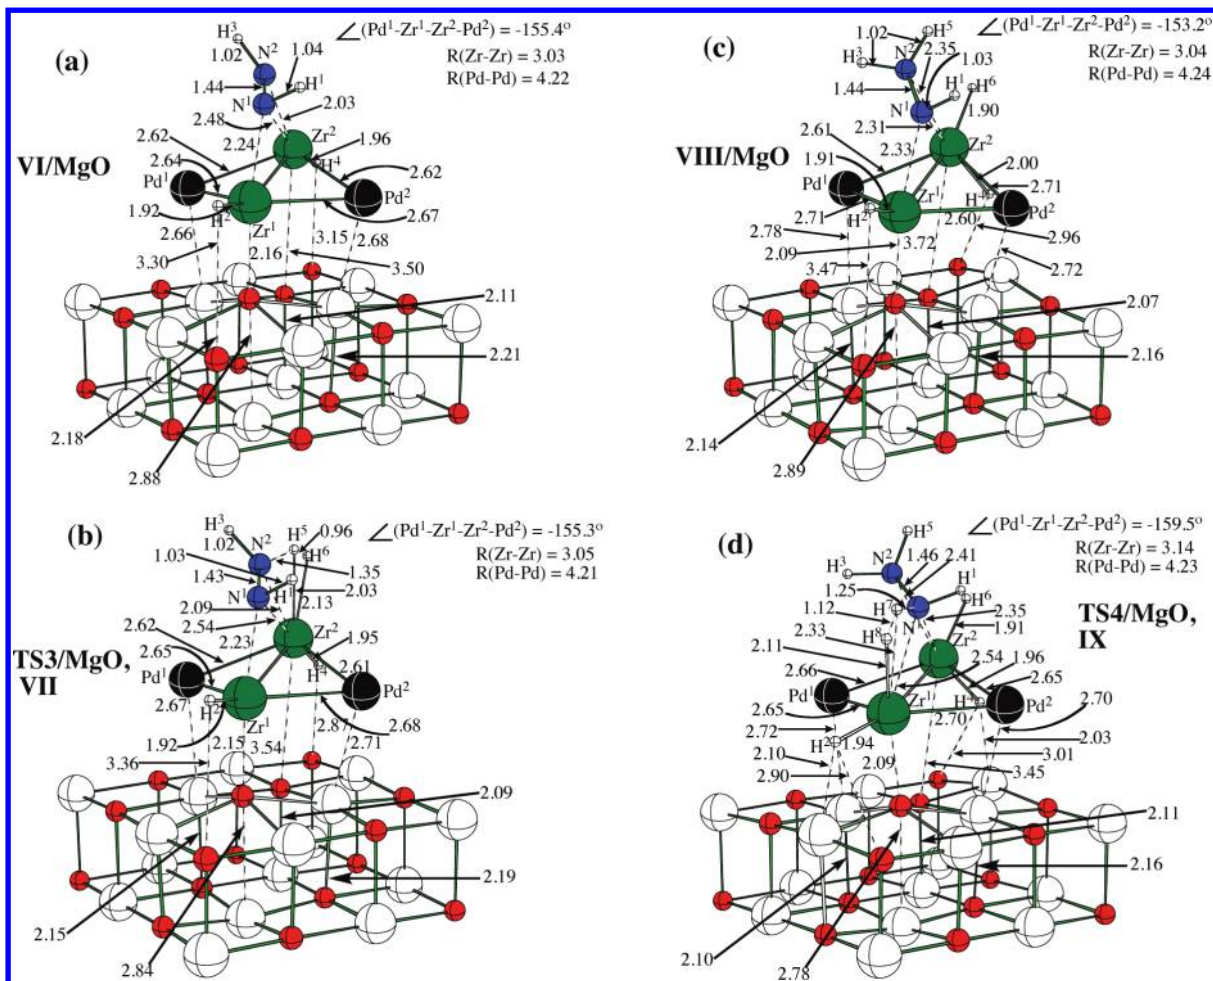 (a)
∠(Pd¹-Zr¹-Zr²-Pd²) = -155.4°
R(Zr-Zr) = 3.03
R(Pd-Pd) = 4.22
H³
N²
1.02
1.04
H¹
1.44
N¹
2.03
2.48
2.24
Zr²
1.96
2.62
H⁴
VI/MgO
2.64
2.62
Pd¹
Pd²
1.92
H²
2.67
Zr¹
2.66
3.15
2.68
3.30
2.16
3.50
2.11
2.21
2.18
2.88
(c)
∠(Pd¹-Zr¹-Zr²-Pd²) = -153.2°
R(Zr-Zr) = 3.04
R(Pd-Pd) = 4.24
H⁵
1.02
2.35
H³
N²
1.03
1.44
H¹
H⁶
N¹
1.90
2.61
2.31
Zr²
VIII/MgO
1.91
2.33
2.00
Pd¹
2.71
Zr¹
H⁴
2.71
H²
2.60
Pd²
2.78
2.09
3.72
2.96
3.47
2.72
2.07
2.16
2.14
2.89
(b)
∠(Pd¹-Zr¹-Zr²-Pd²) = -155.3°
R(Zr-Zr) = 3.05
R(Pd-Pd) = 4.21
H³
H⁵
0.96
1.02
N²
H⁶
1.03
1.35
1.43
2.03
N¹
H¹
2.09
2.13
2.54
2.62
2.23
Zr²
1.95
TS3/MgO,
VII
2.65
2.61
Pd¹
H⁴
Pd²
2.67
H²
2.87
2.68
1.92
Zr¹
2.15
3.54
2.71
3.36
2.09
2.19
2.15
2.84
(d)
∠(Pd¹-Zr¹-Zr²-Pd²) = -159.5°
R(Zr-Zr) = 3.14
R(Pd-Pd) = 4.23
H⁵
N²
1.46
2.41
H³
H¹
1.25
H⁷
H⁶
1.12
N¹
2.35
TS4/MgO,
IX
H⁸
2.33
Zr²
1.91
2.11
2.54
1.96
2.66
2.65
Pd¹
Zr¹
H⁴
2.70
2.65
2.70
Pd²
2.72
H²
1.94
2.03
2.10
2.09
3.01
2.90
3.45
2.11
2.16
2.10
2.78